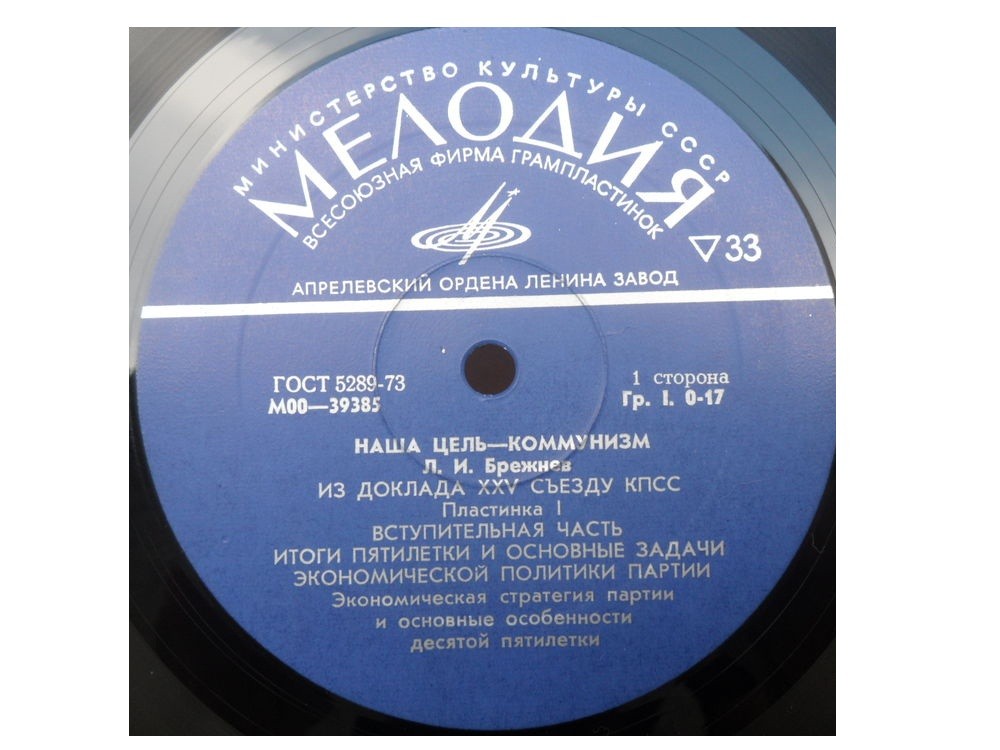 МИНИСТЕРСТВО КУЛЬТУРЫ СССР
МЕЛОДИЯ
ВСЕСОЮЗНАЯ ФИРМА ГРАМПЛАСТИНОК
▽33
АПРЕЛЕВСКИЙ ОРДЕНА ЛЕНИНА ЗАВОД
ГОСТ 5289-73
М00—39385
1 сторона
Гр. I. 0-17
НАША ЦЕЛЬ—КОММУНИЗМ
Л. И. Брежнев
ИЗ ДОКЛАДА XXV СЪЕЗДУ КПСС
Пластинка I
ВСТУПИТЕЛЬНАЯ ЧАСТЬ
ИТОГИ ПЯТИЛЕТКИ И ОСНОВНЫЕ ЗАДАЧИ
ЭКОНОМИЧЕСКОЙ ПОЛИТИКИ ПАРТИИ
Экономическая стратегия партии
и основные особенности
десятой пятилетки